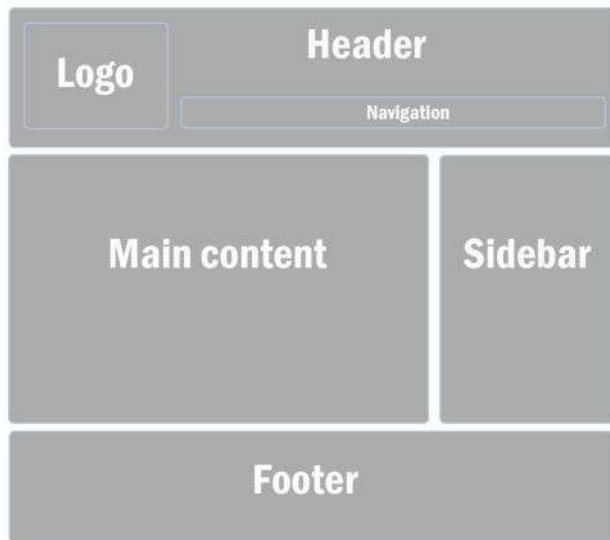 Header
Logo
Navigation
Main content
Sidebar
Footer